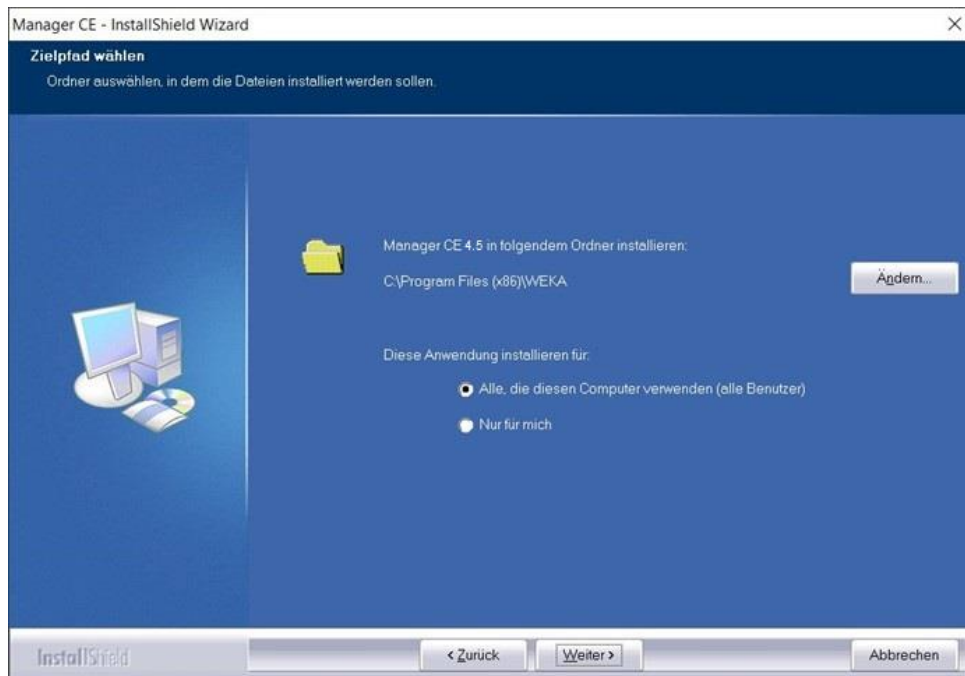 Manager CE - InstallShield Wizard
Zielpfad wählen
Ordner auswählen, in dem die Dateien installiert werden sollen.
Manager CE 4.5 in folgendem Ordner installieren:
C:\Program Files (x86)\WEKA
Ändern...
Diese Anwendung installieren für:
Alle, die diesen Computer verwenden (alle Benutzer)
Nur für mich
InstallShield
< Zurück
Weiter >
Abbrechen